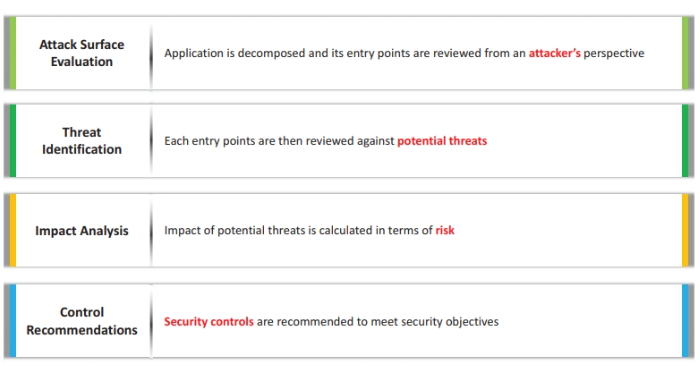 Attack Surface
Evaluation
Application is decomposed and its entry points are reviewed from an attacker's perspective
Threat
Identification
Each entry points are then reviewed against potential threats
Impact Analysis
Impact of potential threats is calculated in terms of risk
Control
Recommendations
Security controls are recommended to meet security objectives